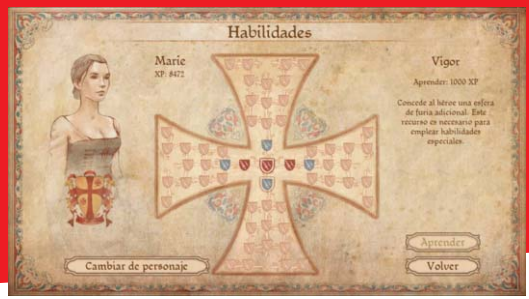 Habilidades
Marie
XP: 8472
Vigor
Aprender: 1000 XP
Concede al héroe una esfera
de furia adicional. Este
recurso es necesario para
emplear habilidades
especiales.
Aprender
Cambiar de personaje
Volver